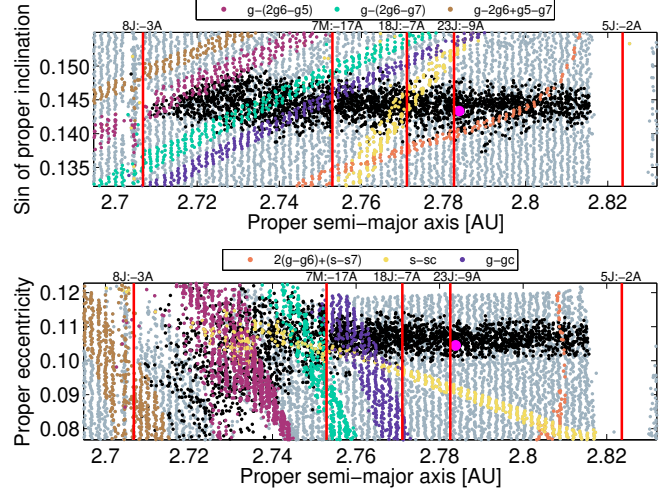 g-(2g6-g5) g-(2g6-g7) g-2g6+g5-g7
8J:-3A 7M:-17A 18J:-7A 23J:-9A 5J:-2A
0.150
0.145
0.140
0.135
Sin of proper inclination
2.7 2.72 2.74 2.76 2.78 2.8 2.82
Proper semi-major axis [AU]
2(g-g6)+(s-s7) s-sc g-gc
8J:-3A 7M:-17A 18J:-7A 23J:-9A 5J:-2A
0.12
0.11
0.10
0.09
0.08
Proper eccentricity
2.7 2.72 2.74 2.76 2.78 2.8 2.82
Proper semi-major axis [AU]